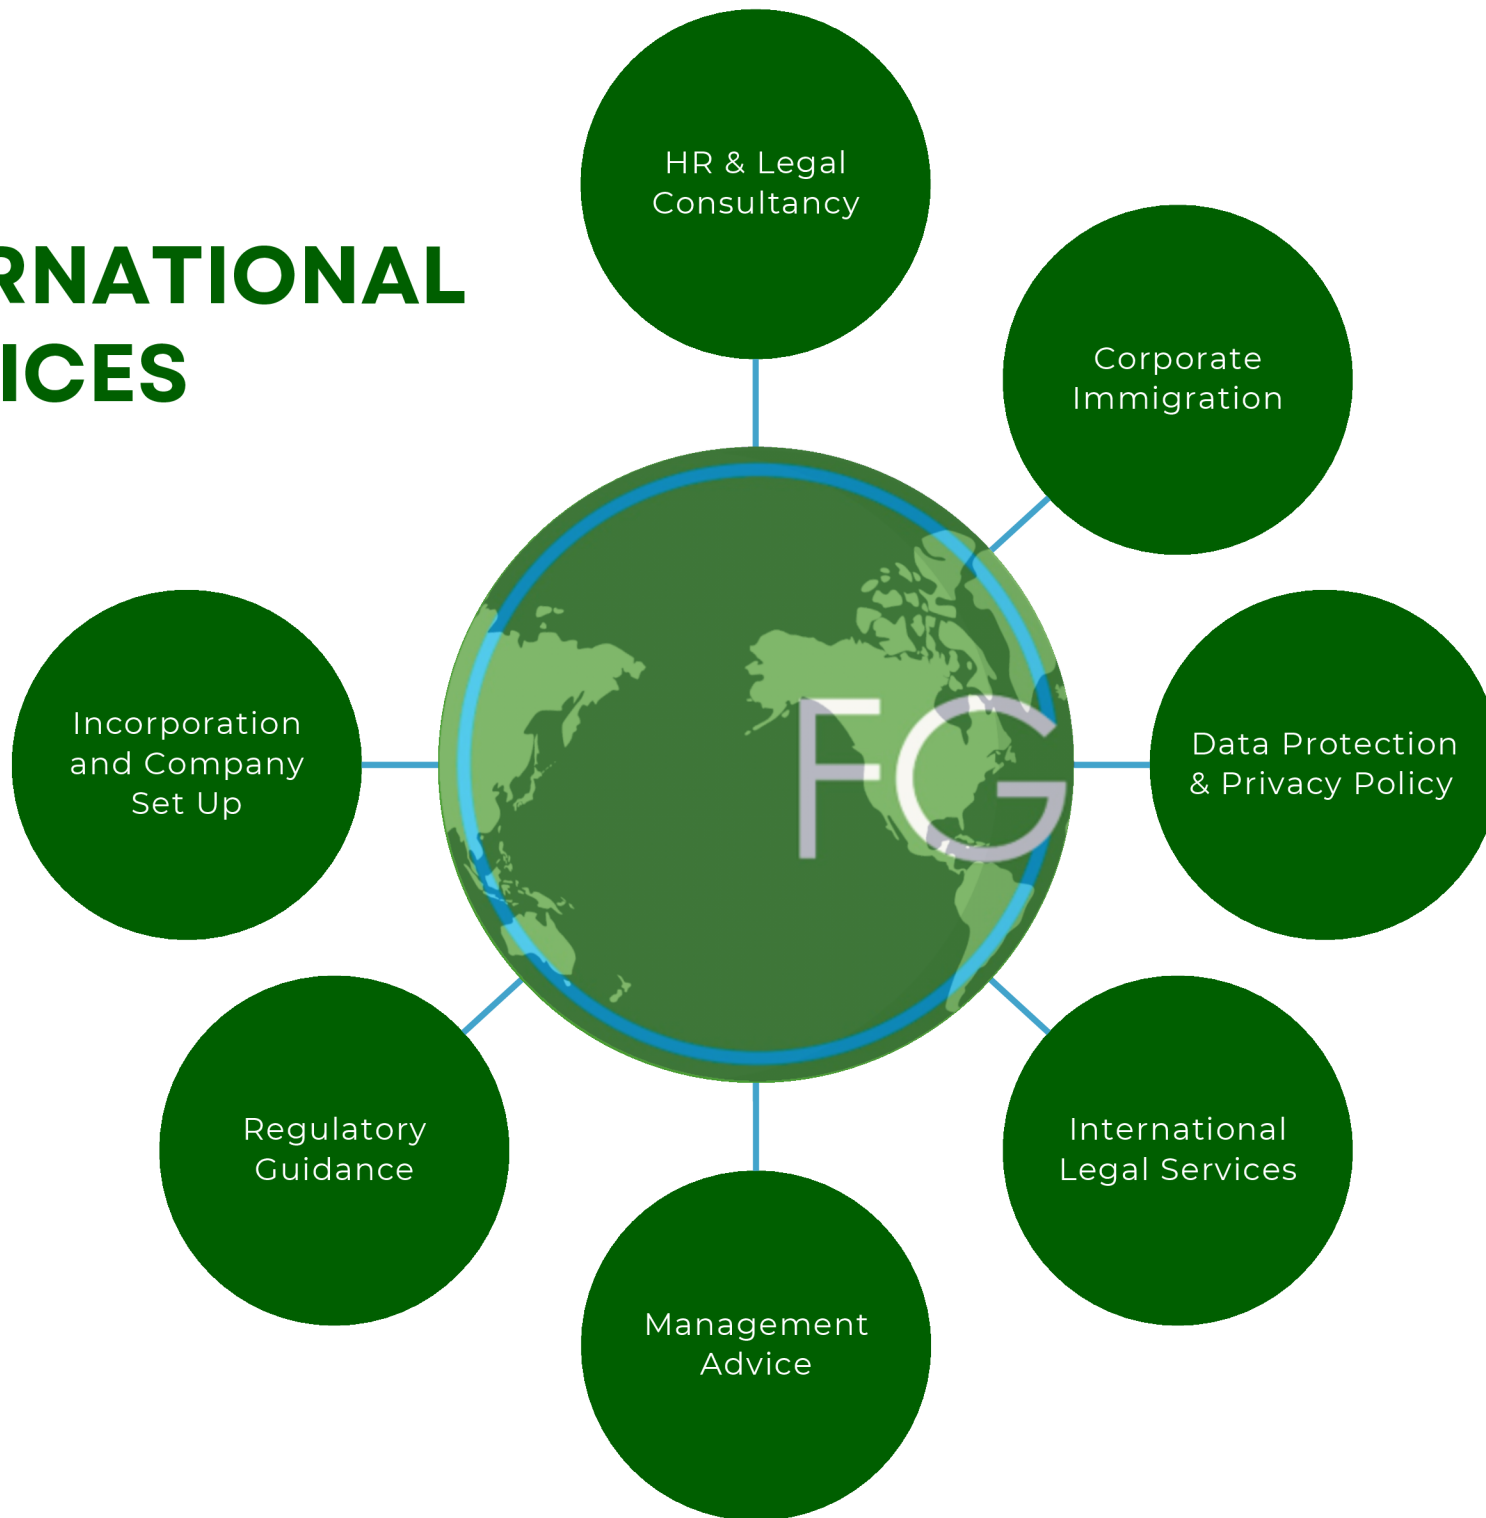 HR & Legal
Consultancy
RNATIONAL
ICES
Corporate
Immigration
Incorporation
and Company
Set Up
FG
Data Protection
& Privacy Policy
Regulatory
Guidance
International
Legal Services
Management
Advice